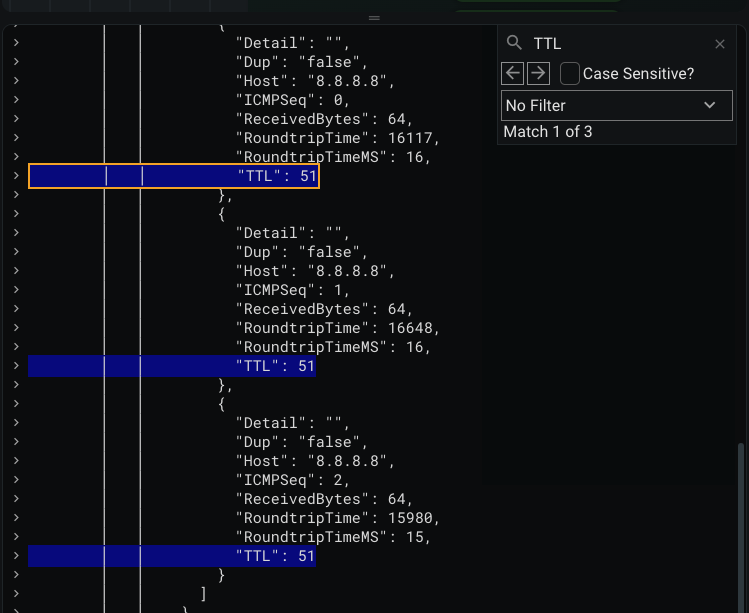 {
"Detail": "",
"Dup": "false",
"Host": "8.8.8.8",
"ICMPSeq": 0,
"ReceivedBytes": 64,
"RoundtripTime": 16117,
"RoundtripTimeMS": 16,
"TTL": 51
},
{
"Detail": "",
"Dup": "false",
"Host": "8.8.8.8",
"ICMPSeq": 1,
"ReceivedBytes": 64,
"RoundtripTime": 16648,
"RoundtripTimeMS": 16,
"TTL": 51
},
{
"Detail": "",
"Dup": "false",
"Host": "8.8.8.8",
"ICMPSeq": 2,
"ReceivedBytes": 64,
"RoundtripTime": 15980,
"RoundtripTimeMS": 15,
"TTL": 51
}
]
}
TTL
Case Sensitive?
No Filter
Match 1 of 3